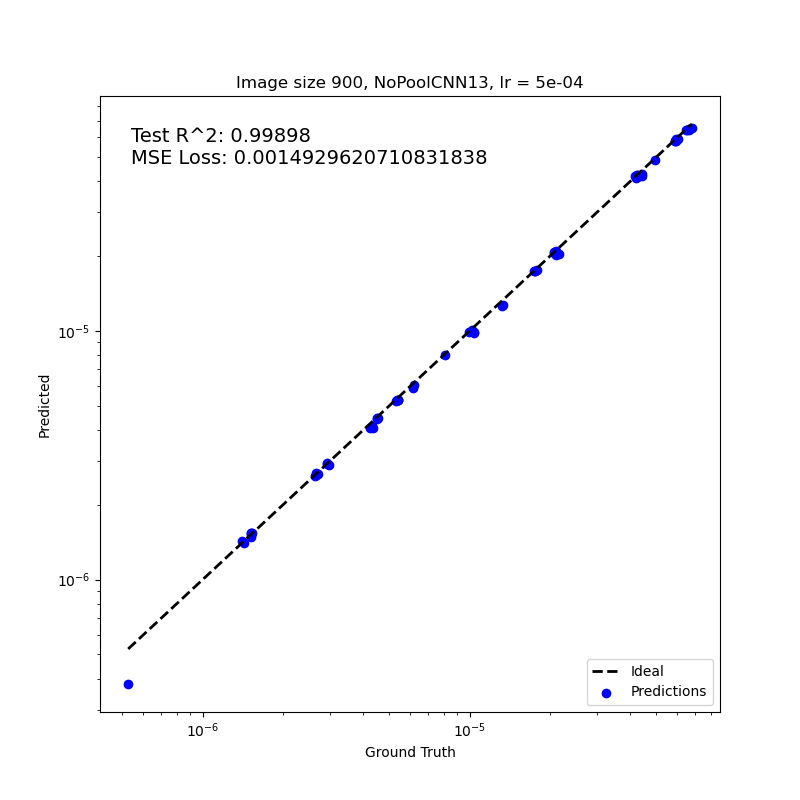 Image size 900, NoPoolCNN13, lr = 5e-04
Test R^2: 0.99898
MSE Loss: 0.0014929620710831838
Predicted
10^-5
10^-6
Ideal
Predictions
10^-6
10^-5
Ground Truth